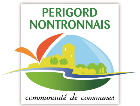 PERIGORD
NONTRONNAIS
communauté de communes